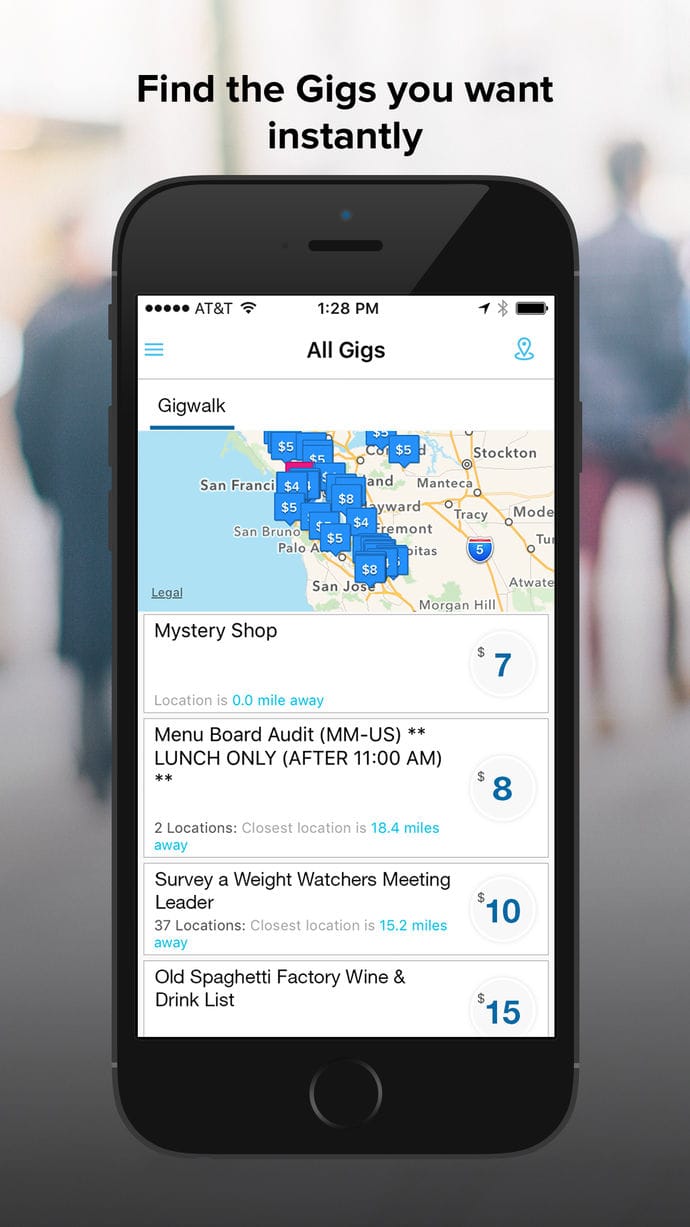 Find the Gigs you want
instantly
AT&T
1:28 PM
All Gigs
Gigwalk
$5
$5
$5
$5
Stockton
San Franci
$4
$8
and
Manteca
$5
ayward
Tracy
Mode
San Bruno
$4
Fremont
$5
Palo A
pitas
5
Tur
$8
San Jose
Atwate
Legal
Morgan Hill
Mystery Shop
$ 7
Location is 0.0 mile away
Menu Board Audit (MM-US) **
LUNCH ONLY (AFTER 11:00 AM)
**
$ 8
2 Locations: Closest location is 18.4 miles
away
Survey a Weight Watchers Meeting
Leader
$ 10
37 Locations: Closest location is 15.2 miles
away
Old Spaghetti Factory Wine &
Drink List
$ 15